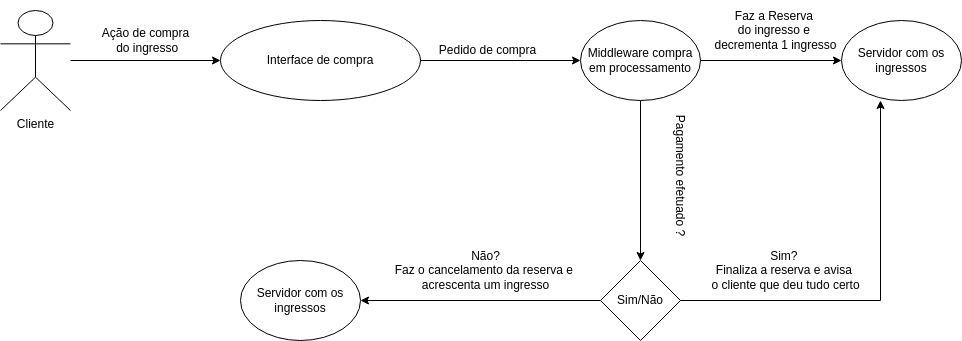 Cliente
Ação de compra
do ingresso
Interface de compra
Pedido de compra
Middleware compra
em processamento
Faz a Reserva
do ingresso e
decrementa 1 ingresso
Servidor com os
ingressos
Pagamento efetuado ?
Sim/Não
Não?
Faz o cancelamento da reserva e
acrescenta um ingresso
Servidor com os
ingressos
Sim?
Finaliza a reserva e avisa
o cliente que deu tudo certo